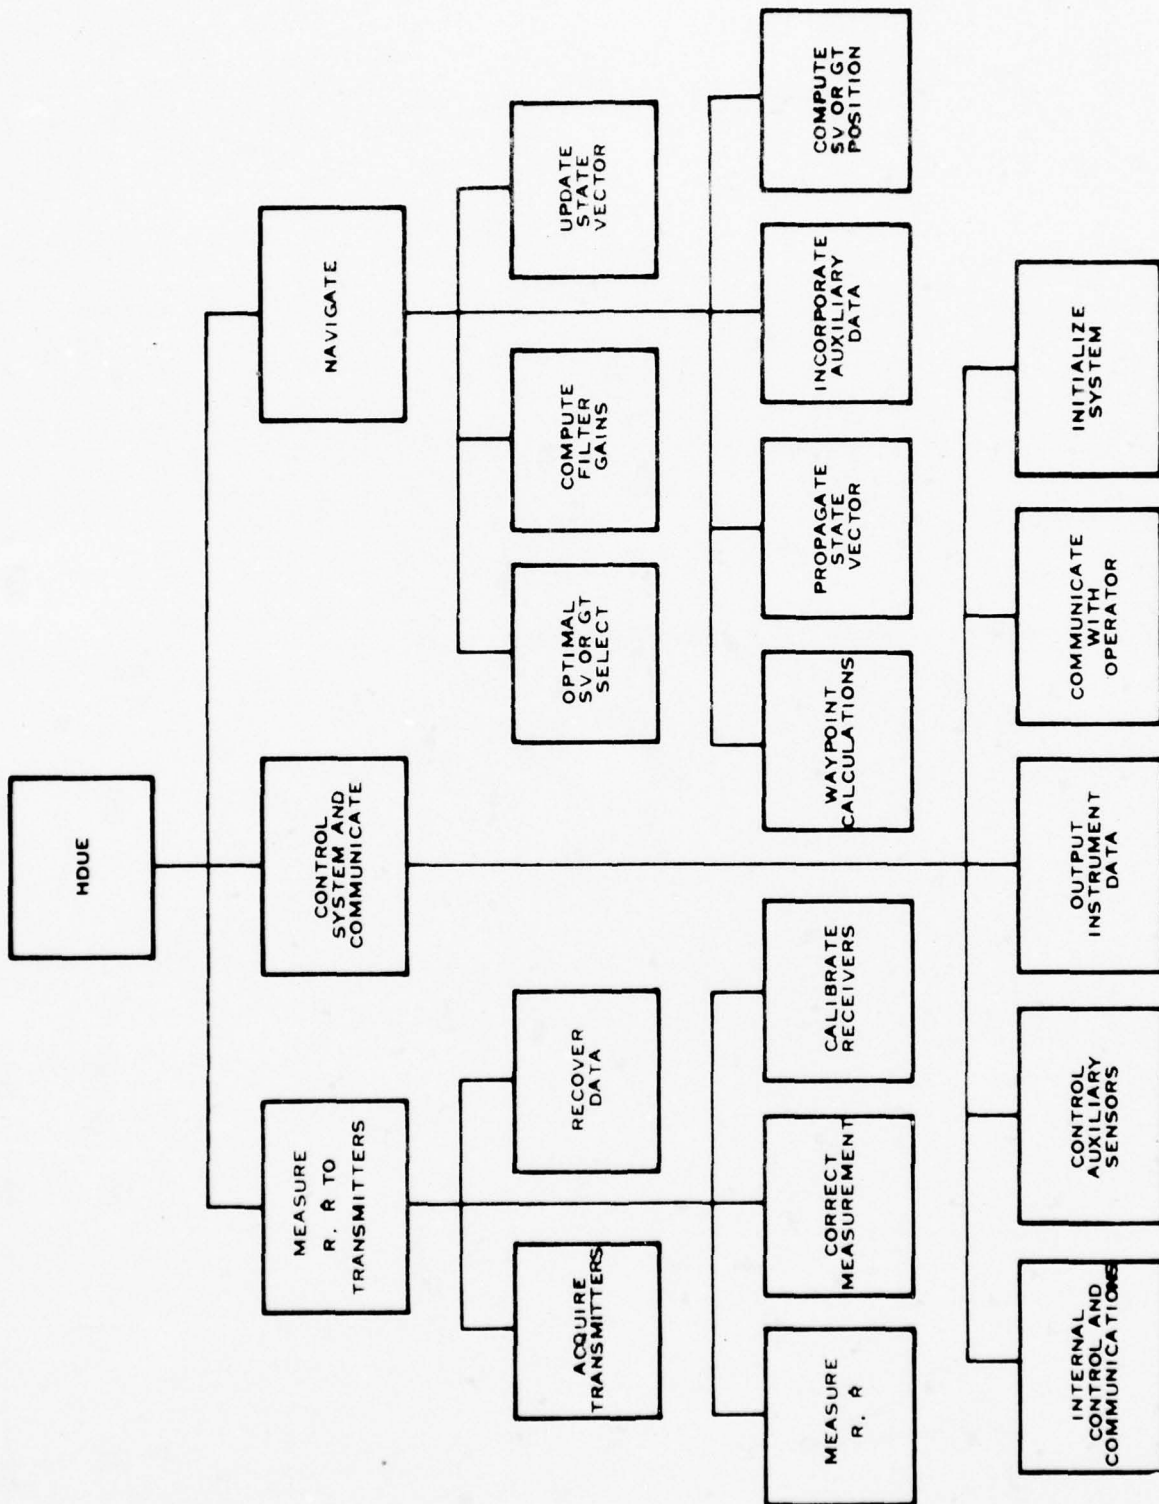 HDUE
MEASURE
R, Ṙ TO
TRANSMITTERS
CONTROL
SYSTEM AND
COMMUNICATE
NAVIGATE
ACQUIRE
TRANSMITTERS
RECOVER
DATA
OPTIMAL
SV OR GT
SELECT
COMPUTE
FILTER
GAINS
UPDATE
STATE
VECTOR
MEASURE
R, Ṙ
CORRECT
MEASUREMENT
CALIBRATE
RECEIVERS
WAYPOINT
CALCULATIONS
PROPAGATE
STATE
VECTOR
INCORPORATE
AUXILIARY
DATA
COMPUTE
SV OR GT
POSITION
INTERNAL
CONTROL AND
COMMUNICATIONS
CONTROL
AUXILIARY
SENSORS
OUTPUT
INSTRUMENT
DATA
COMMUNICATE
WITH
OPERATOR
INITIALIZE
SYSTEM